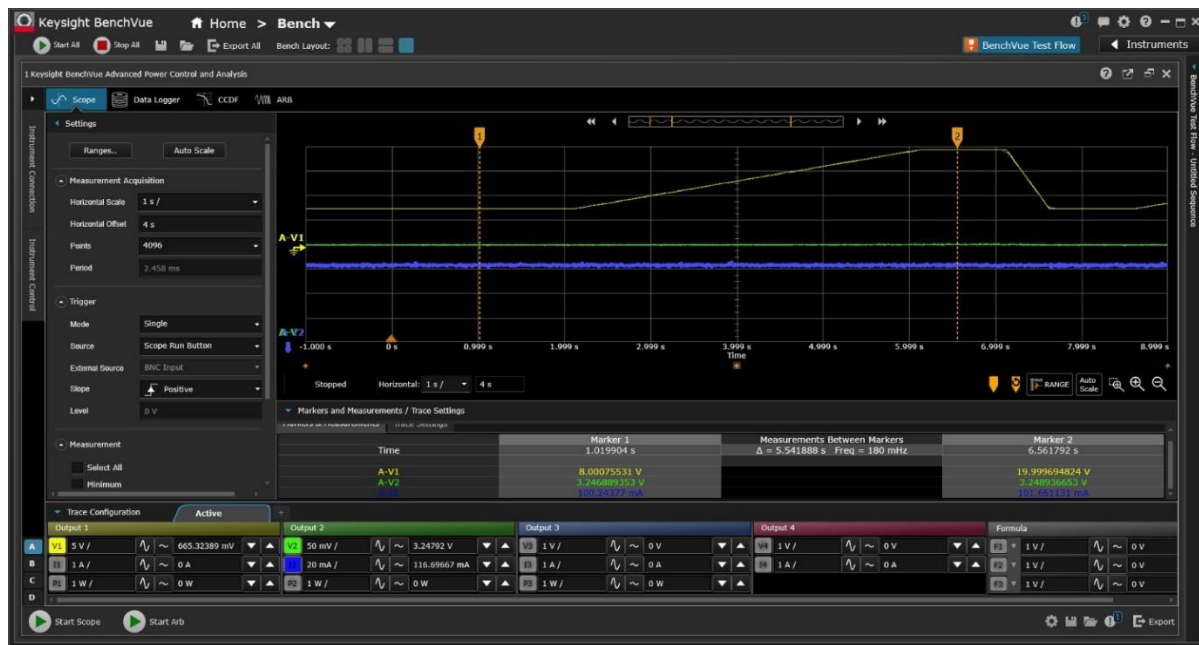 Keysight BenchVue Home > Bench
Start All Stop All Export All Bench Layout: BenchVue Test Flow Instruments
1 Keysight BenchVue Advanced Power Control and Analysis
Scope Data Logger CCDF ARB
Instrument Connection
Instrument Control
BenchVue Test Flow - Untitled Sequence
Settings
Ranges... Auto Scale
Measurement Acquisition
Horizontal Scale 1 s /
Horizontal Offset 4 s
Points 4096
Period 2.458 ms
Trigger
Mode Single
Source Scope Run Button
External Source BNC Input
Slope Positive
Level 0 V
Measurement
Select All
Minimum
1 2
A-V1
A-V2
-1.000 s 0 s 0.999 s 1.999 s 2.999 s 3.999 s 4.999 s 5.999 s 6.999 s 7.999 s 8.999 s
Time
Stopped Horizontal: 1 s / 4 s RANGE Auto Scale
Markers and Measurements / Trace Settings
Marker 1 Measurements Between Markers Marker 2
Time 1.019904 s Δ = 5.541888 s Freq = 180 mHz 6.561792 s
A-V1 8.00075531 V 19.999694824 V
A-V2 3.246889353 V 3.248936653 V
100.24377 mA 101.661131 mA
Trace Configuration Active +
Output 1 Output 2 Output 3 Output 4 Formula
A V1 5 V / 665.32389 mV V2 50 mV / 3.24792 V V3 1 V / 0 V V4 1 V / 0 V F1 1 V / 0 V
B I1 1 A / 0 A I2 20 mA / 116.69667 mA I3 1 A / 0 A I4 1 A / 0 A F2 1 V / 0 V
C P1 1 W / 0 W P2 1 W / 0 W P3 1 W / 0 W F3 1 V / 0 V
D
Start Scope Start Arb Export